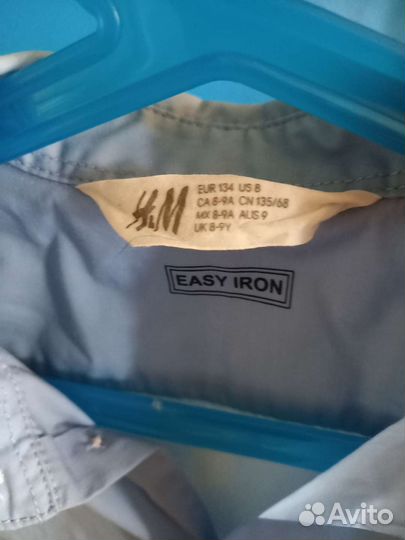 H&M
EUR 134 US 8
CA 8-9A CN 135/68
MX 8-9A AUS 9
UK 8-9Y
EASY IRON
Avito